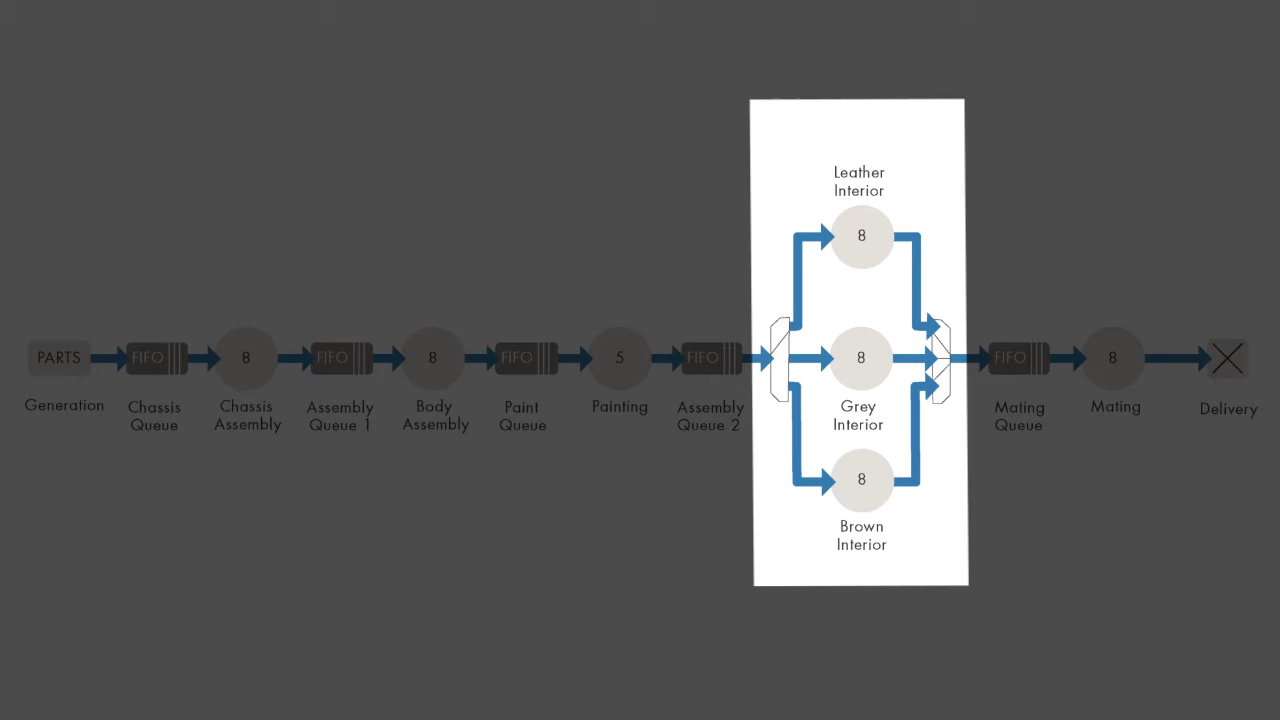 Leather
Interior
8
PARTS
FIFO
8
FIFO
8
FIFO
5
FIFO
8
FIFO
8
Generation
Chassis
Queue
Chassis
Assembly
Assembly
Queue 1
Body
Assembly
Paint
Queue
Painting
Assembly
Queue 2
Grey
Interior
Mating
Queue
Mating
Delivery
8
Brown
Interior